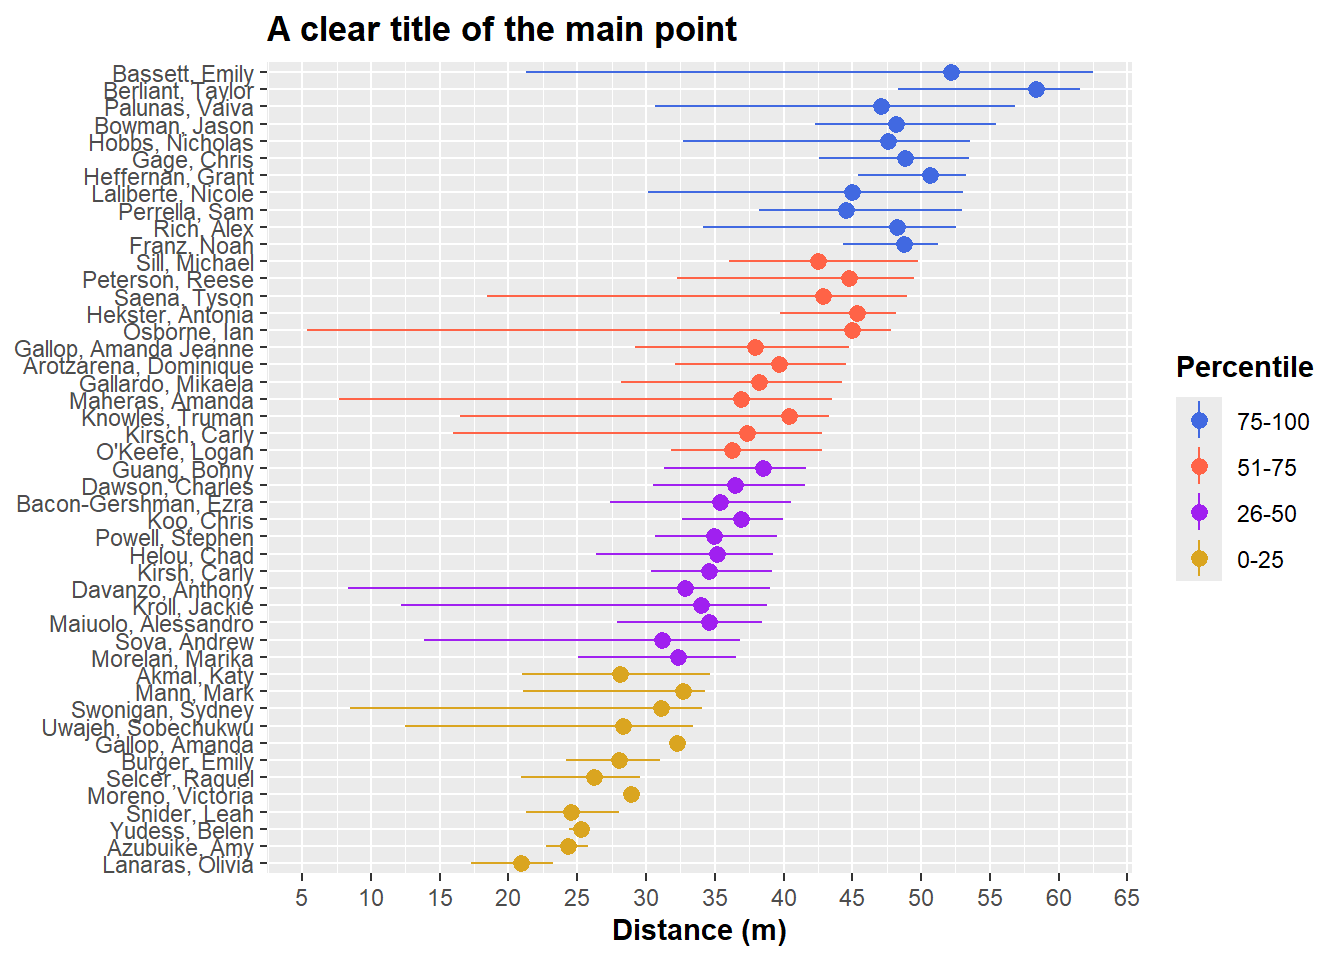 A clear title of the main point
Bassett, Emily
Berliant, Taylor
Palunas, Vaiva
Bowman, Jason
Hobbs, Nicholas
Gage, Chris
Heffernan, Grant
Laliberte, Nicole
Perrella, Sam
Rich, Alex
Franz, Noah
Sill, Michael
Peterson, Reese
Saena, Tyson
Hekster, Antonia
Osborne, Ian
Gallop, Amanda Jeanne
Arotzarena, Dominique
Gallardo, Mikaela
Maheras, Amanda
Knowles, Truman
Kirsch, Carly
O'Keefe, Logan
Guang, Bonny
Dawson, Charles
Bacon-Gershman, Ezra
Koo, Chris
Powell, Stephen
Helou, Chad
Kirsh, Carly
Davanzo, Anthony
Kroll, Jackie
Maiuolo, Alessandro
Sova, Andrew
Morelan, Marika
Akmal, Katy
Mann, Mark
Swonigan, Sydney
Uwajeh, Sobechukwu
Gallop, Amanda
Burger, Emily
Selcer, Raquel
Moreno, Victoria
Snider, Leah
Yudess, Belen
Azubuike, Amy
Lanaras, Olivia
5 10 15 20 25 30 35 40 45 50 55 60 65
Distance (m)
Percentile
75-100
51-75
26-50
0-25